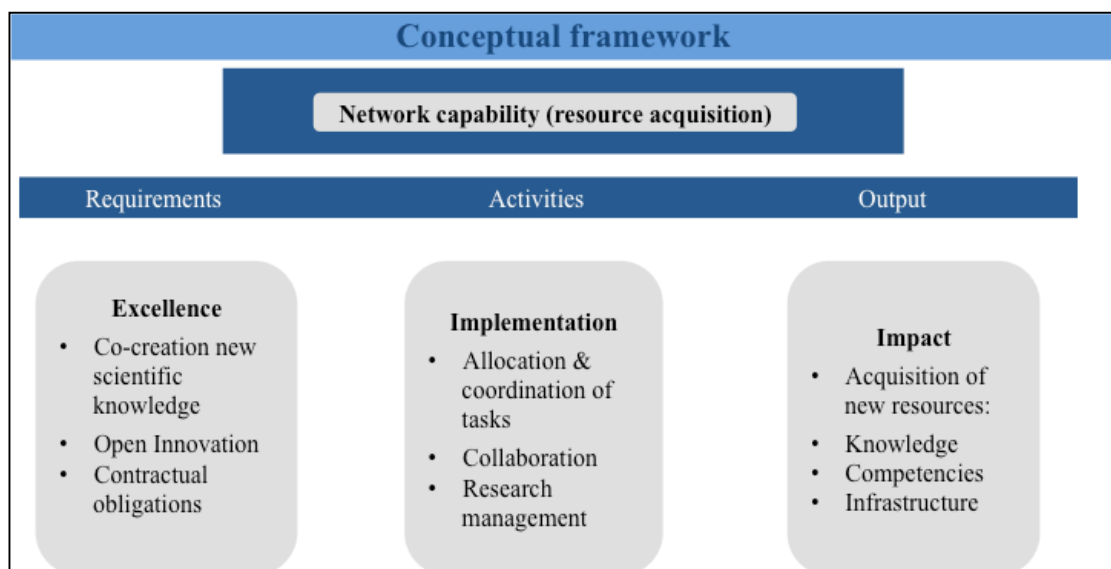 Conceptual framework
Network capability (resource acquisition)
Requirements
Activities
Output
Excellence
• Co-creation new
scientific
knowledge
• Open Innovation
• Contractual
obligations
Implementation
• Allocation &
coordination of
tasks
• Collaboration
• Research
management
Impact
• Acquisition of
new resources:
• Knowledge
• Competencies
• Infrastructure